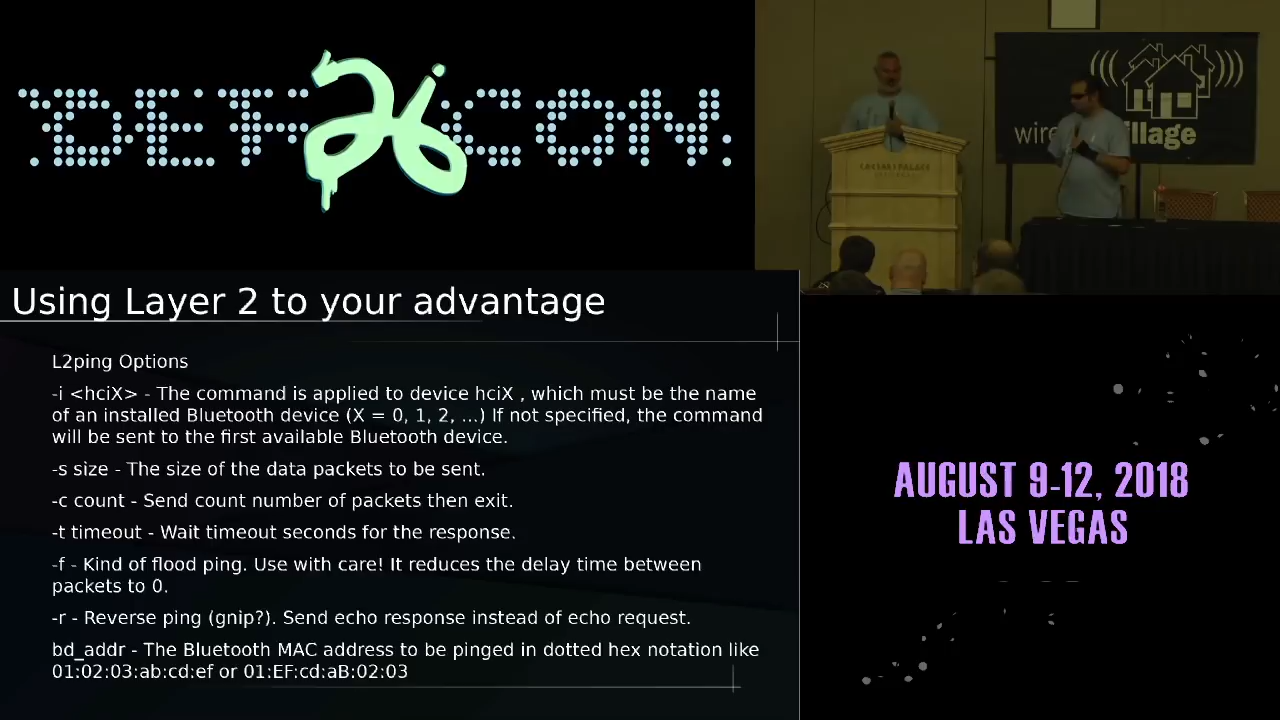 DEF CON
26
CAESARS PALACE
wire village
Using Layer 2 to your advantage
L2ping Options
-i <hciX> - The command is applied to device hciX , which must be the name
of an installed Bluetooth device (X = 0, 1, 2, ...) If not specified, the command
will be sent to the first available Bluetooth device.
-s size - The size of the data packets to be sent.
-c count - Send count number of packets then exit.
-t timeout - Wait timeout seconds for the response.
-f - Kind of flood ping. Use with care! It reduces the delay time between
packets to 0.
-r - Reverse ping (gnip?). Send echo response instead of echo request.
bd_addr - The Bluetooth MAC address to be pinged in dotted hex notation like
01:02:03:ab:cd:ef or 01:EF:cd:aB:02:03
AUGUST 9-12, 2018
LAS VEGAS